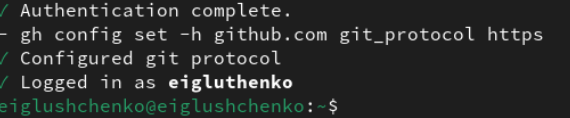 ✓ Authentication complete.
- gh config set -h github.com git_protocol https
✓ Configured git protocol
✓ Logged in as eigluthenko
eiglushchenko@eiglushchenko:~$